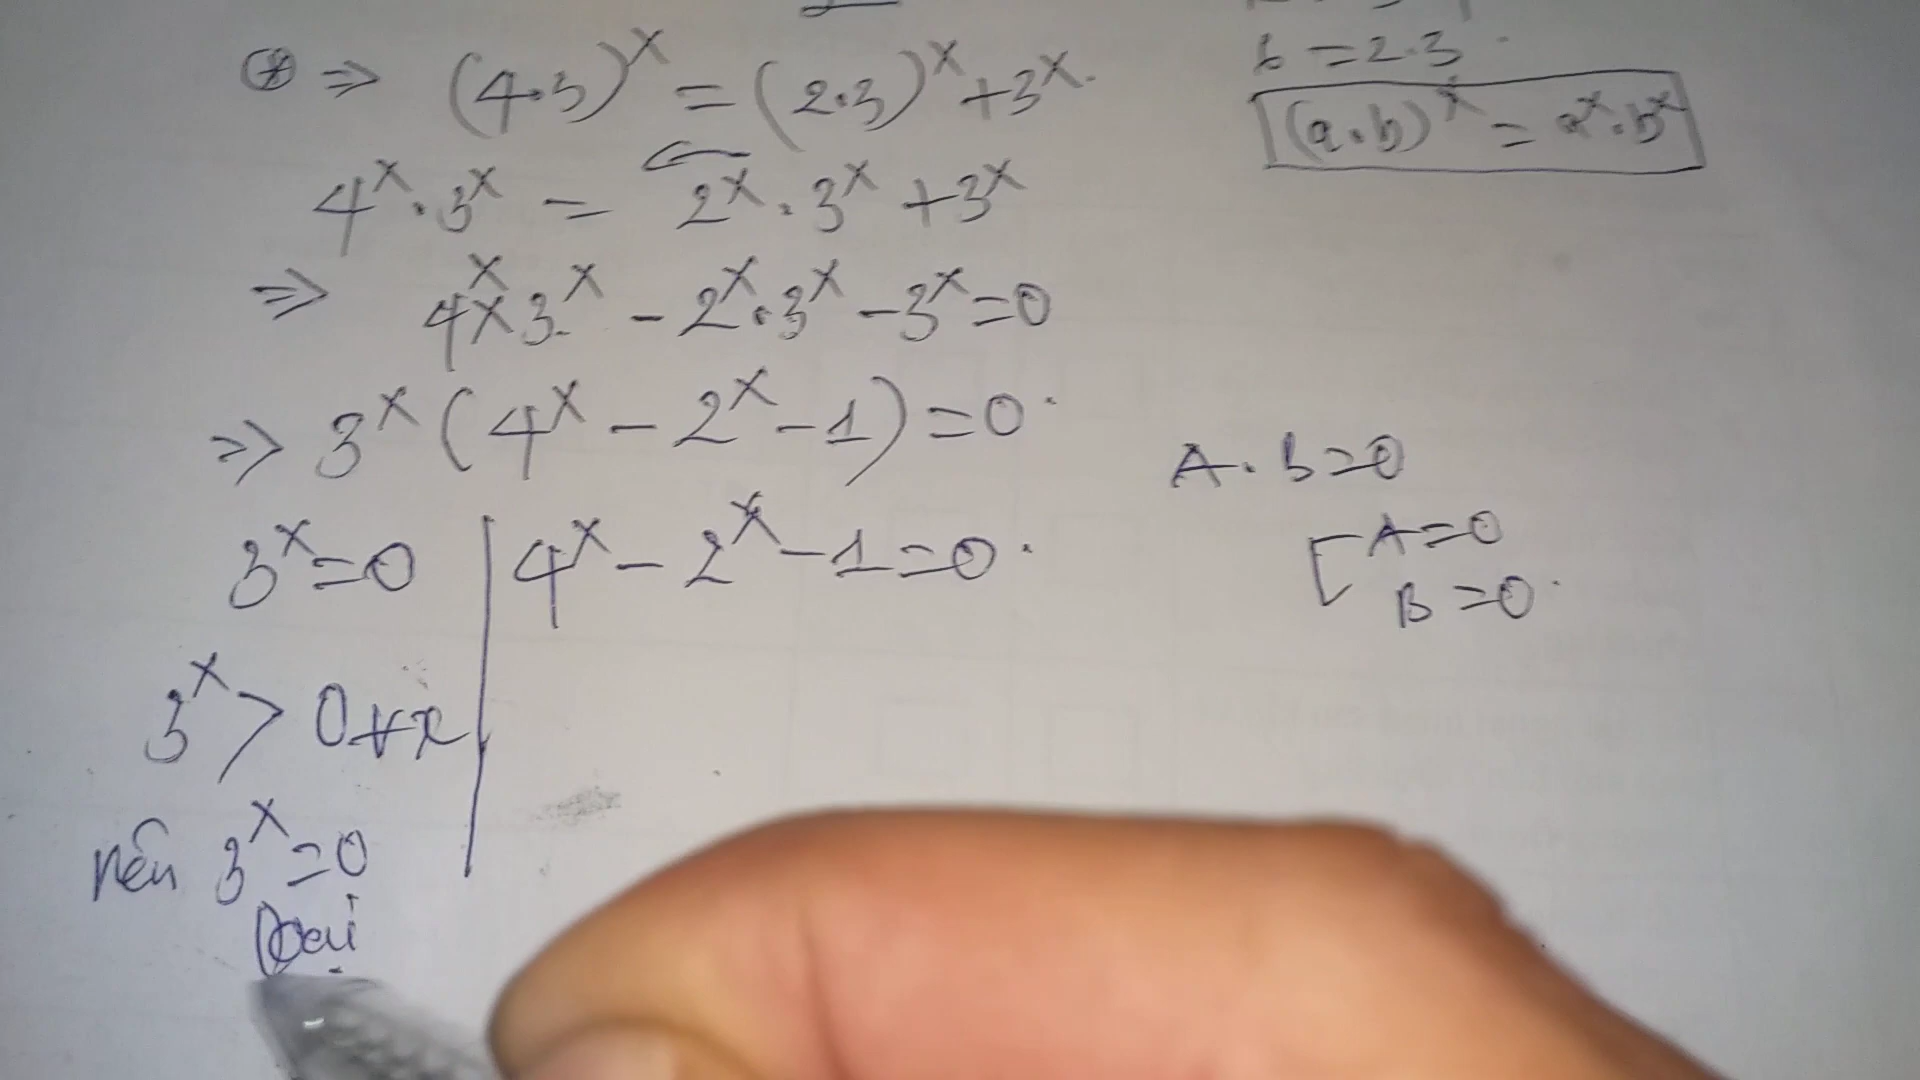 b = 2.3
⊛ ⇒ (4.3)^x = (2.3)^x + 3^x.
(a.b)^x = a^x.b^x
4^x.3^x = 2^x.3^x + 3^x
⇒ 4^x x 3^x - 2^x.3^x - 3^x = 0
⇒ 3^x (4^x - 2^x - 1) = 0.
A.b = 0
[ A = 0
B = 0.
3^x = 0 | 4^x - 2^x - 1 = 0.
3^x > 0 ∀x
nên 3^x = 0
loại